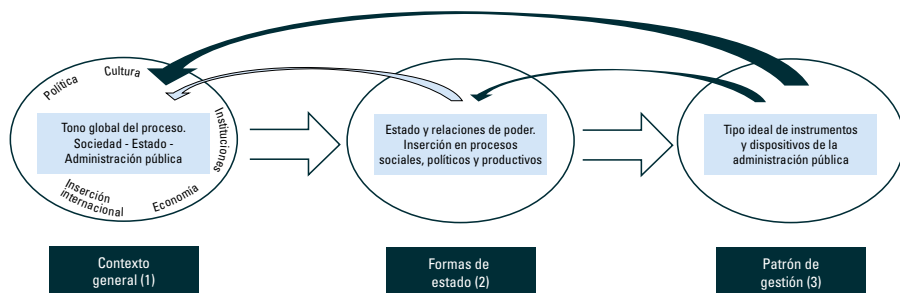 Política
Cultura
Instituciones
Tono global del proceso.
Sociedad - Estado -
Administración pública
Inserción
internacional
Economía
Estado y relaciones de poder.
Inserción en procesos
sociales, políticos y productivos
Tipo ideal de instrumentos
y dispositivos de la
administración pública
Contexto
general (1)
Formas de
estado (2)
Patrón de
gestión (3)